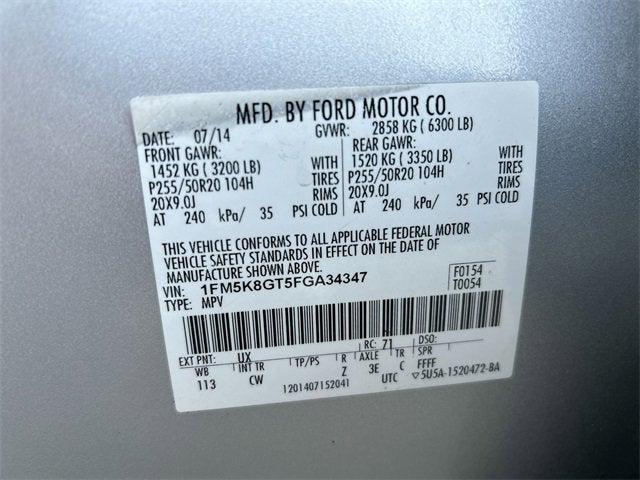 MFD. BY FORD MOTOR CO.
DATE: 07/14 GVWR: 2858 KG ( 6300 LB)
FRONT GAWR: REAR GAWR:
1452 KG ( 3200 LB) WITH 1520 KG ( 3350 LB) WITH
P255/50R20 104H TIRES P255/50R20 104H TIRES
20X9.0J RIMS 20X9.0J RIMS
AT 240 kPa/ 35 PSI COLD AT 240 kPa/ 35 PSI COLD
THIS VEHICLE CONFORMS TO ALL APPLICABLE FEDERAL MOTOR
VEHICLE SAFETY STANDARDS IN EFFECT ON THE DATE OF
MANUFACTURE SHOWN ABOVE.
VIN: 1FM5K8GT5FGA34347 F0154
TYPE: MPV T0054
EXT PNT: UX RC: 71 DSO:
WB INT TR TP/PS R AXLE TR SPR
113 CW Z 3E C FFFF
1201407152041 UTC ▽5U5A-1520472-BA